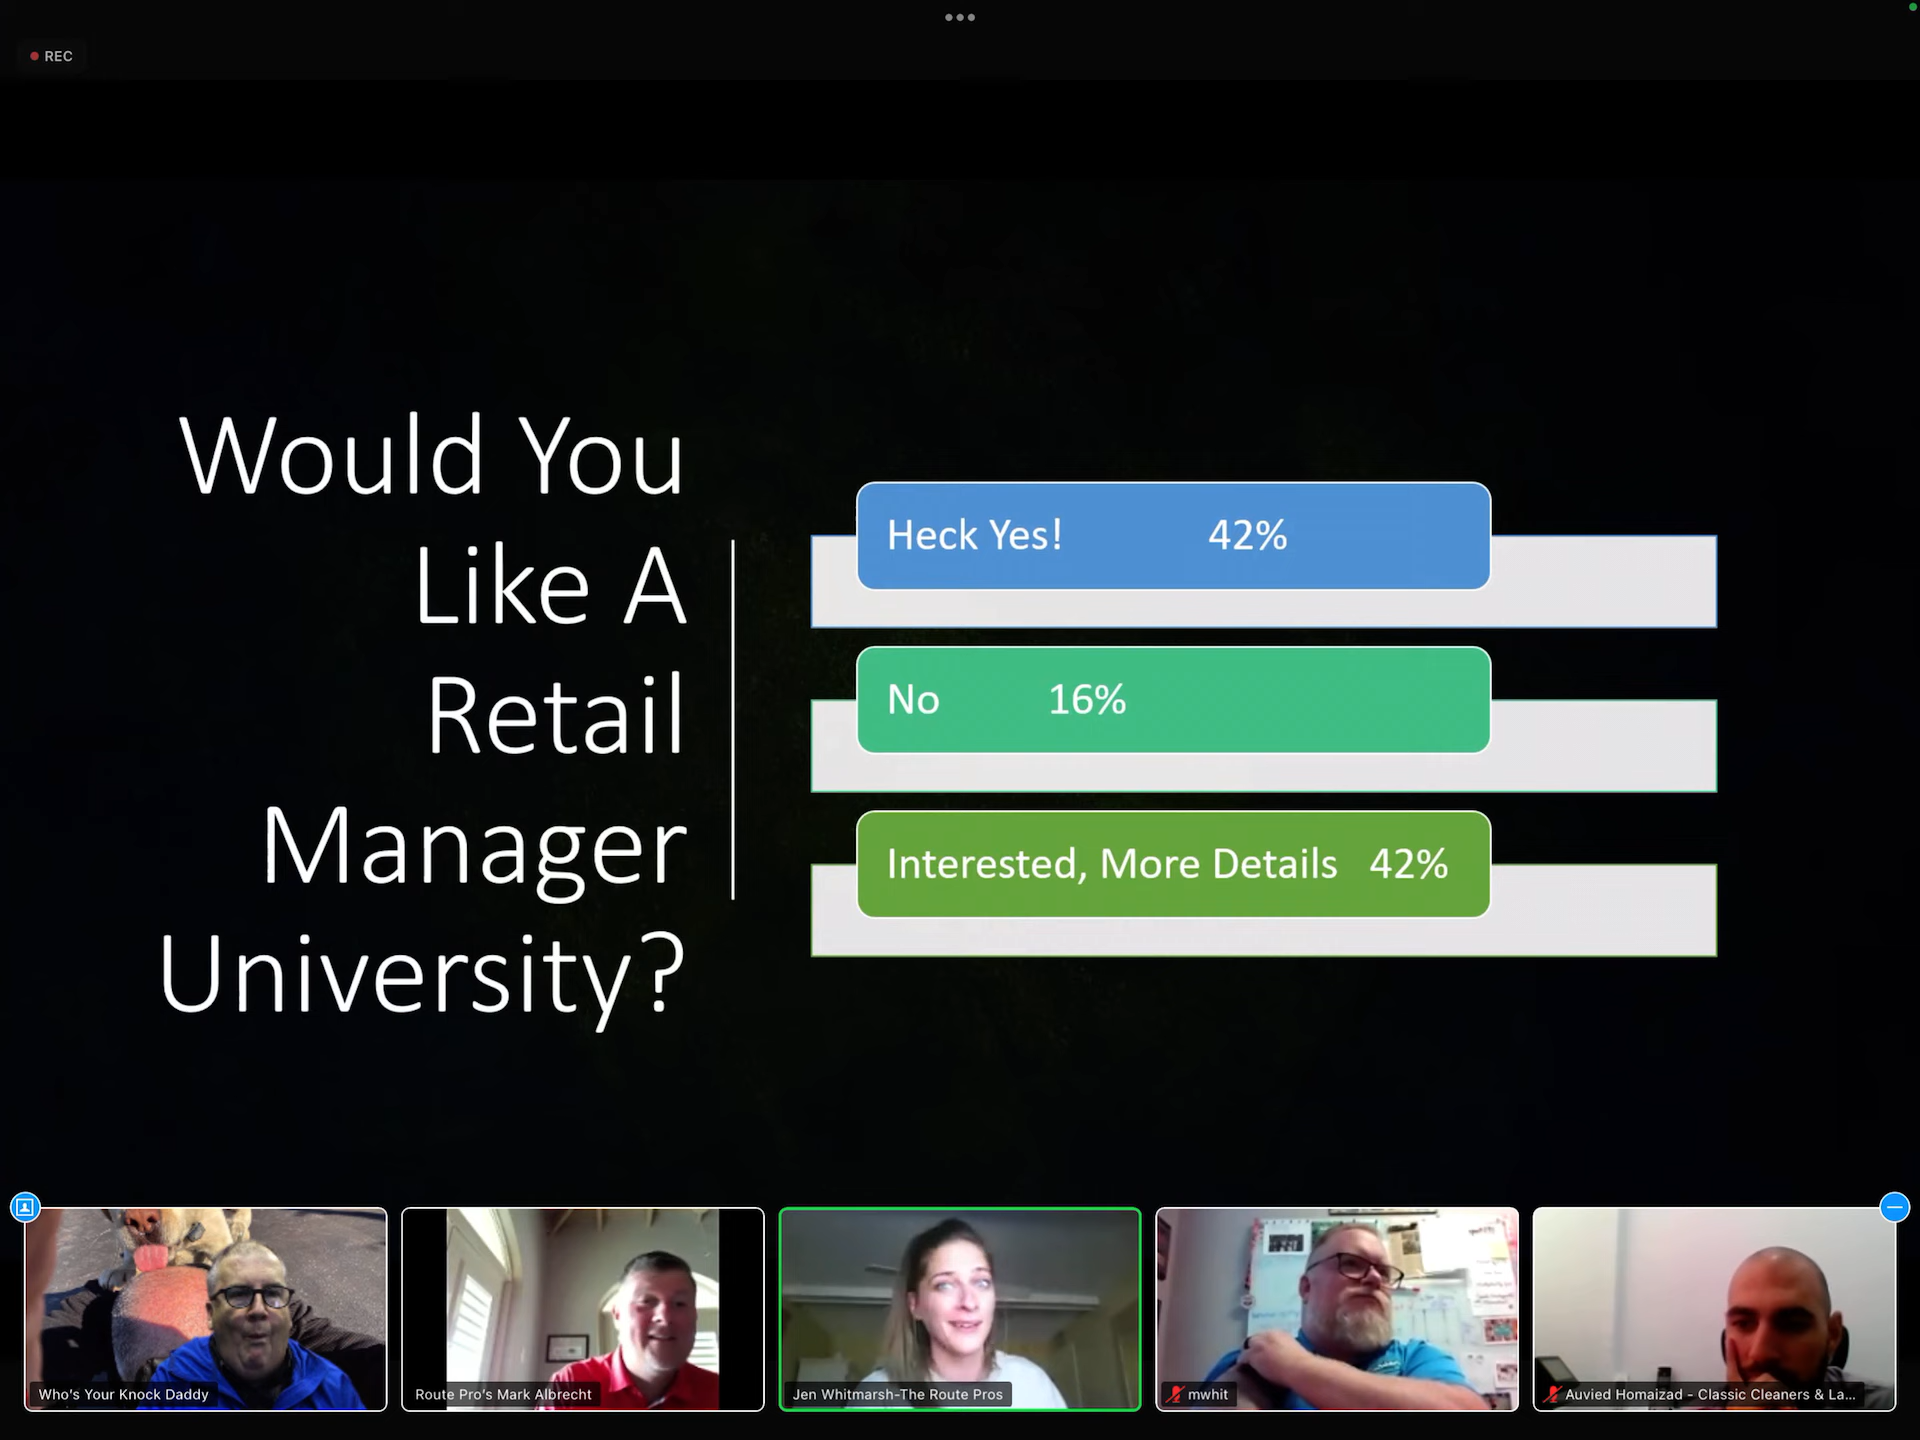 REC
Would You
Like A
Retail
Manager
University?
Heck Yes! 42%
No 16%
Interested, More Details 42%
Who's Your Knock Daddy
Route Pro's Mark Albrecht
Jen Whitmarsh-The Route Pros
mwhit
Auvied Homaizad - Classic Cleaners & La...